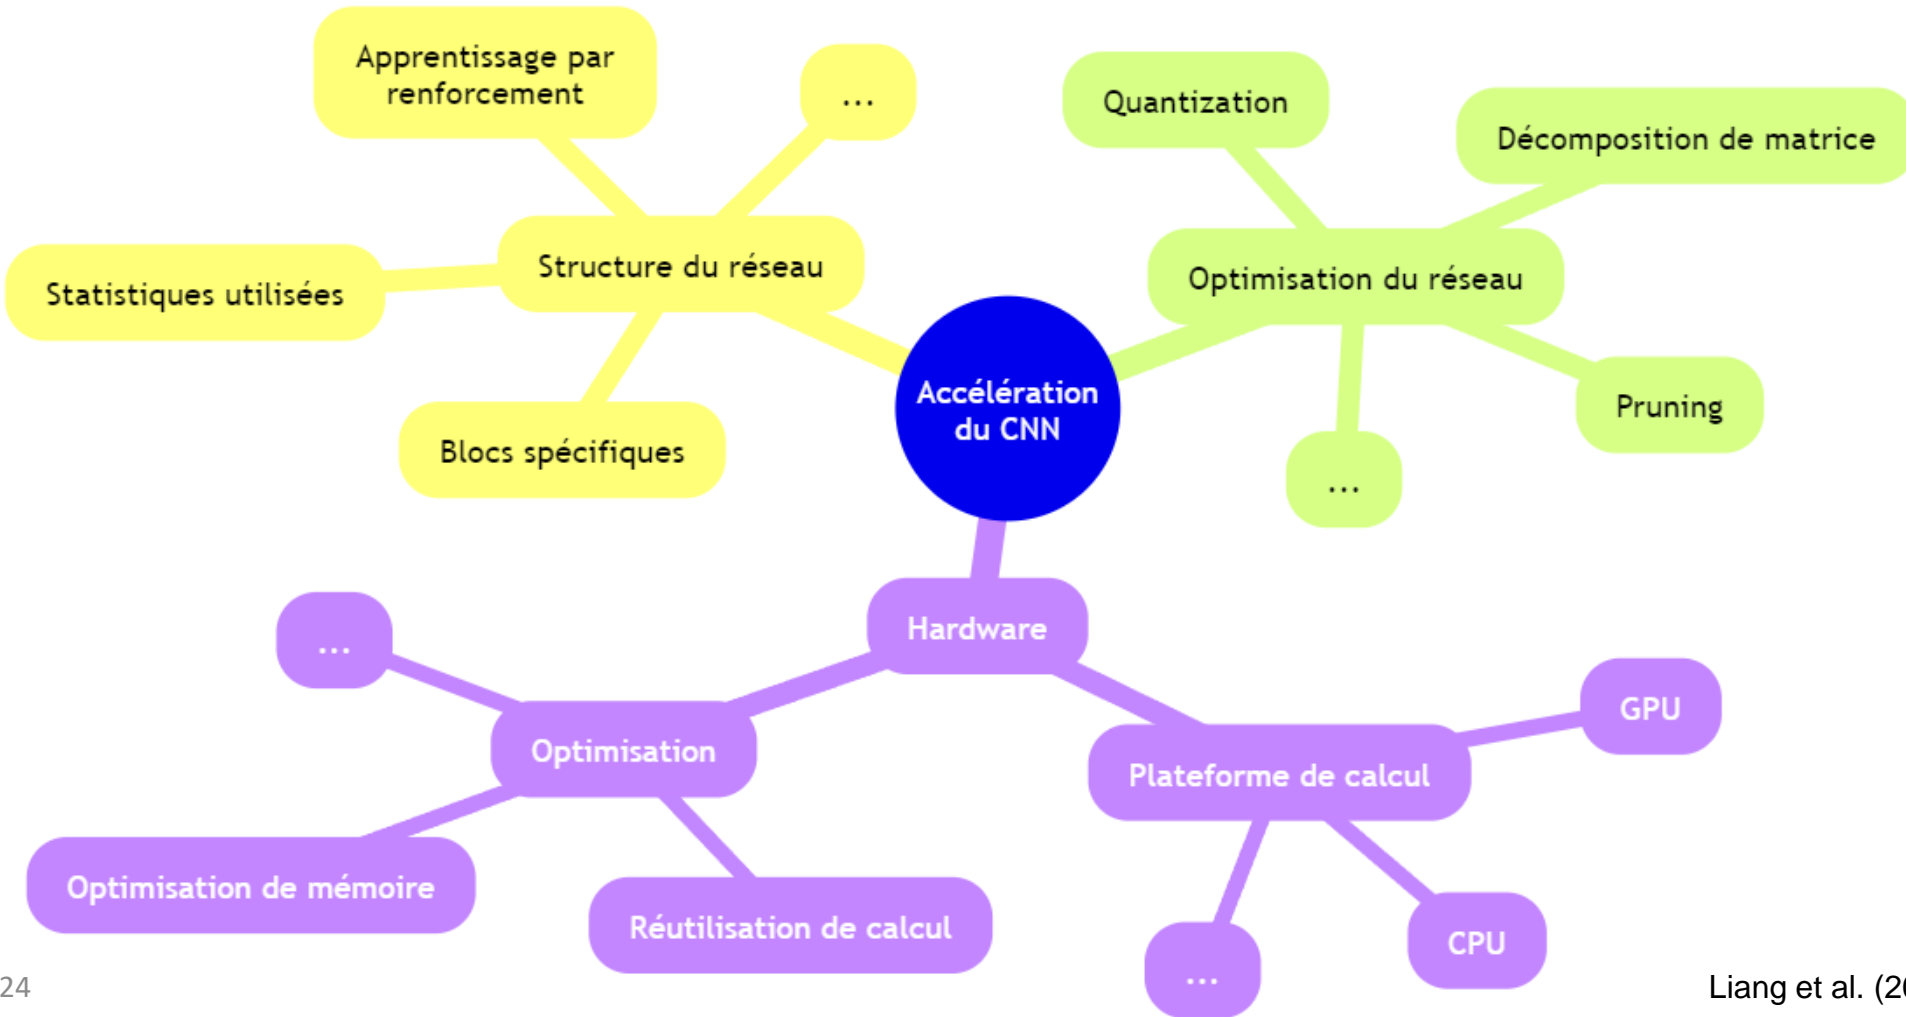 Apprentissage par
renforcement
...
Statistiques utilisées
Structure du réseau
Blocs spécifiques
Quantization
Décomposition de matrice
Optimisation du réseau
Pruning
...
Accélération
du CNN
Hardware
...
Optimisation
Optimisation de mémoire
Réutilisation de calcul
Plateforme de calcul
GPU
CPU
...
24
Liang et al. (20